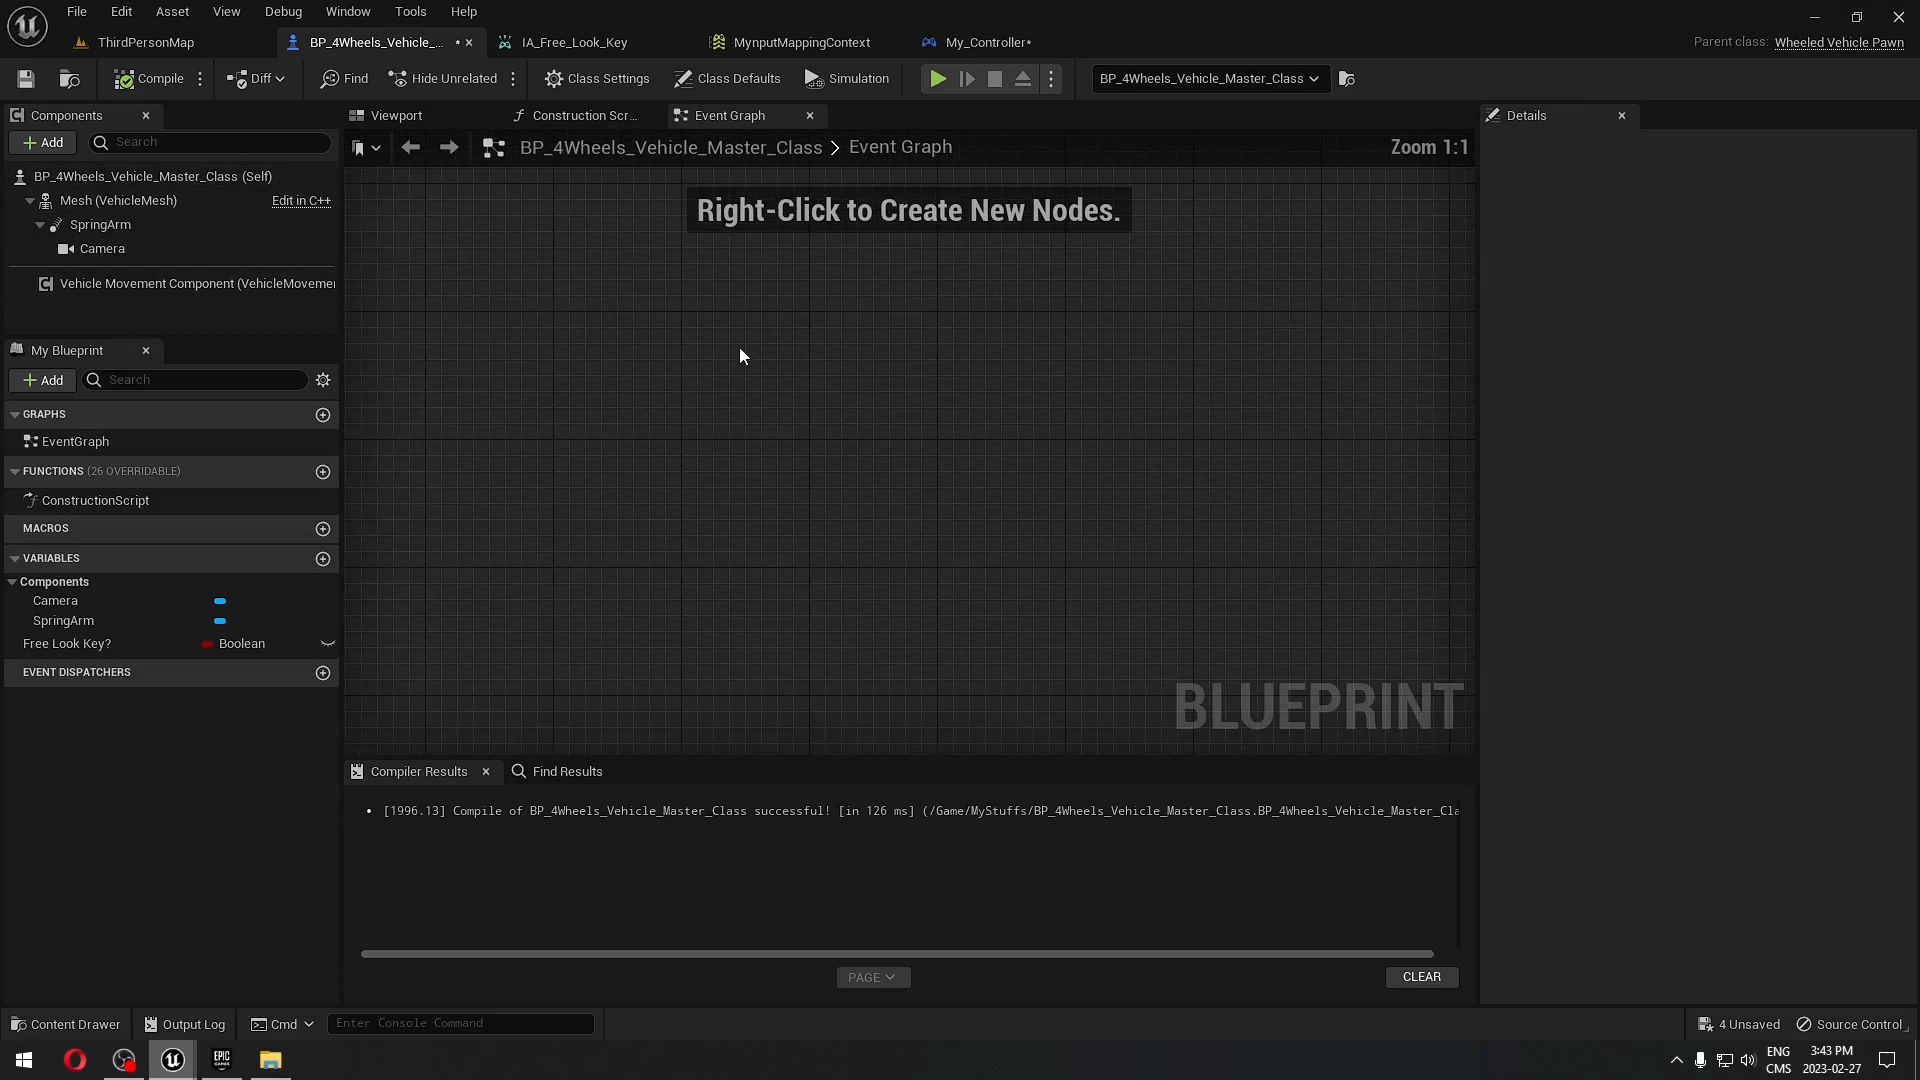 File Edit Asset View Debug Window Tools Help
ThirdPersonMap
BP_4Wheels_Vehicle_... *
IA_Free_Look_Key
MynputMappingContext
My_Controller*
Parent class: Wheeled Vehicle Pawn
Compile
Diff
Find
Hide Unrelated
Class Settings
Class Defaults
Simulation
BP_4Wheels_Vehicle_Master_Class
Components
Add
Search
BP_4Wheels_Vehicle_Master_Class (Self)
Mesh (VehicleMesh)
Edit in C++
SpringArm
Camera
Vehicle Movement Component (VehicleMovemen
My Blueprint
Add
Search
GRAPHS
EventGraph
FUNCTIONS (26 OVERRIDABLE)
ConstructionScript
MACROS
VARIABLES
Components
Camera
SpringArm
Free Look Key?
Boolean
EVENT DISPATCHERS
Viewport
Construction Scr...
Event Graph
BP_4Wheels_Vehicle_Master_Class > Event Graph
Zoom 1:1
Right-Click to Create New Nodes.
BLUEPRINT
Compiler Results
Find Results
• [1996.13] Compile of BP_4Wheels_Vehicle_Master_Class successful! [in 126 ms] (/Game/MyStuffs/BP_4Wheels_Vehicle_Master_Class.BP_4Wheels_Vehicle_Master_Cla
PAGE
CLEAR
Details
Content Drawer
Output Log
Cmd
Enter Console Command
4 Unsaved
Source Control
EPIC
GAMES
ENG
CMS
3:43 PM
2023-02-27